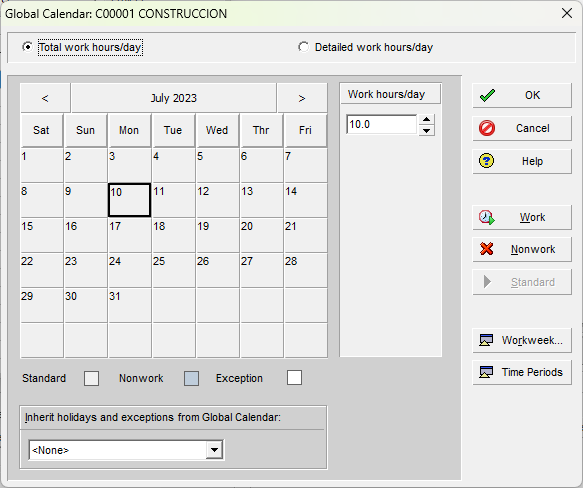 Global Calendar: C00001 CONSTRUCCION
Total work hours/day Detailed work hours/day
< July 2023 >
Sat Sun Mon Tue Wed Thr Fri
1 2 3 4 5 6 7
8 9 10 11 12 13 14
15 16 17 18 19 20 21
22 23 24 25 26 27 28
29 30 31
Standard Nonwork Exception
Inherit holidays and exceptions from Global Calendar:
<None>
Work hours/day
10.0
OK
Cancel
Help
Work
Nonwork
Standard
Workweek...
Time Periods